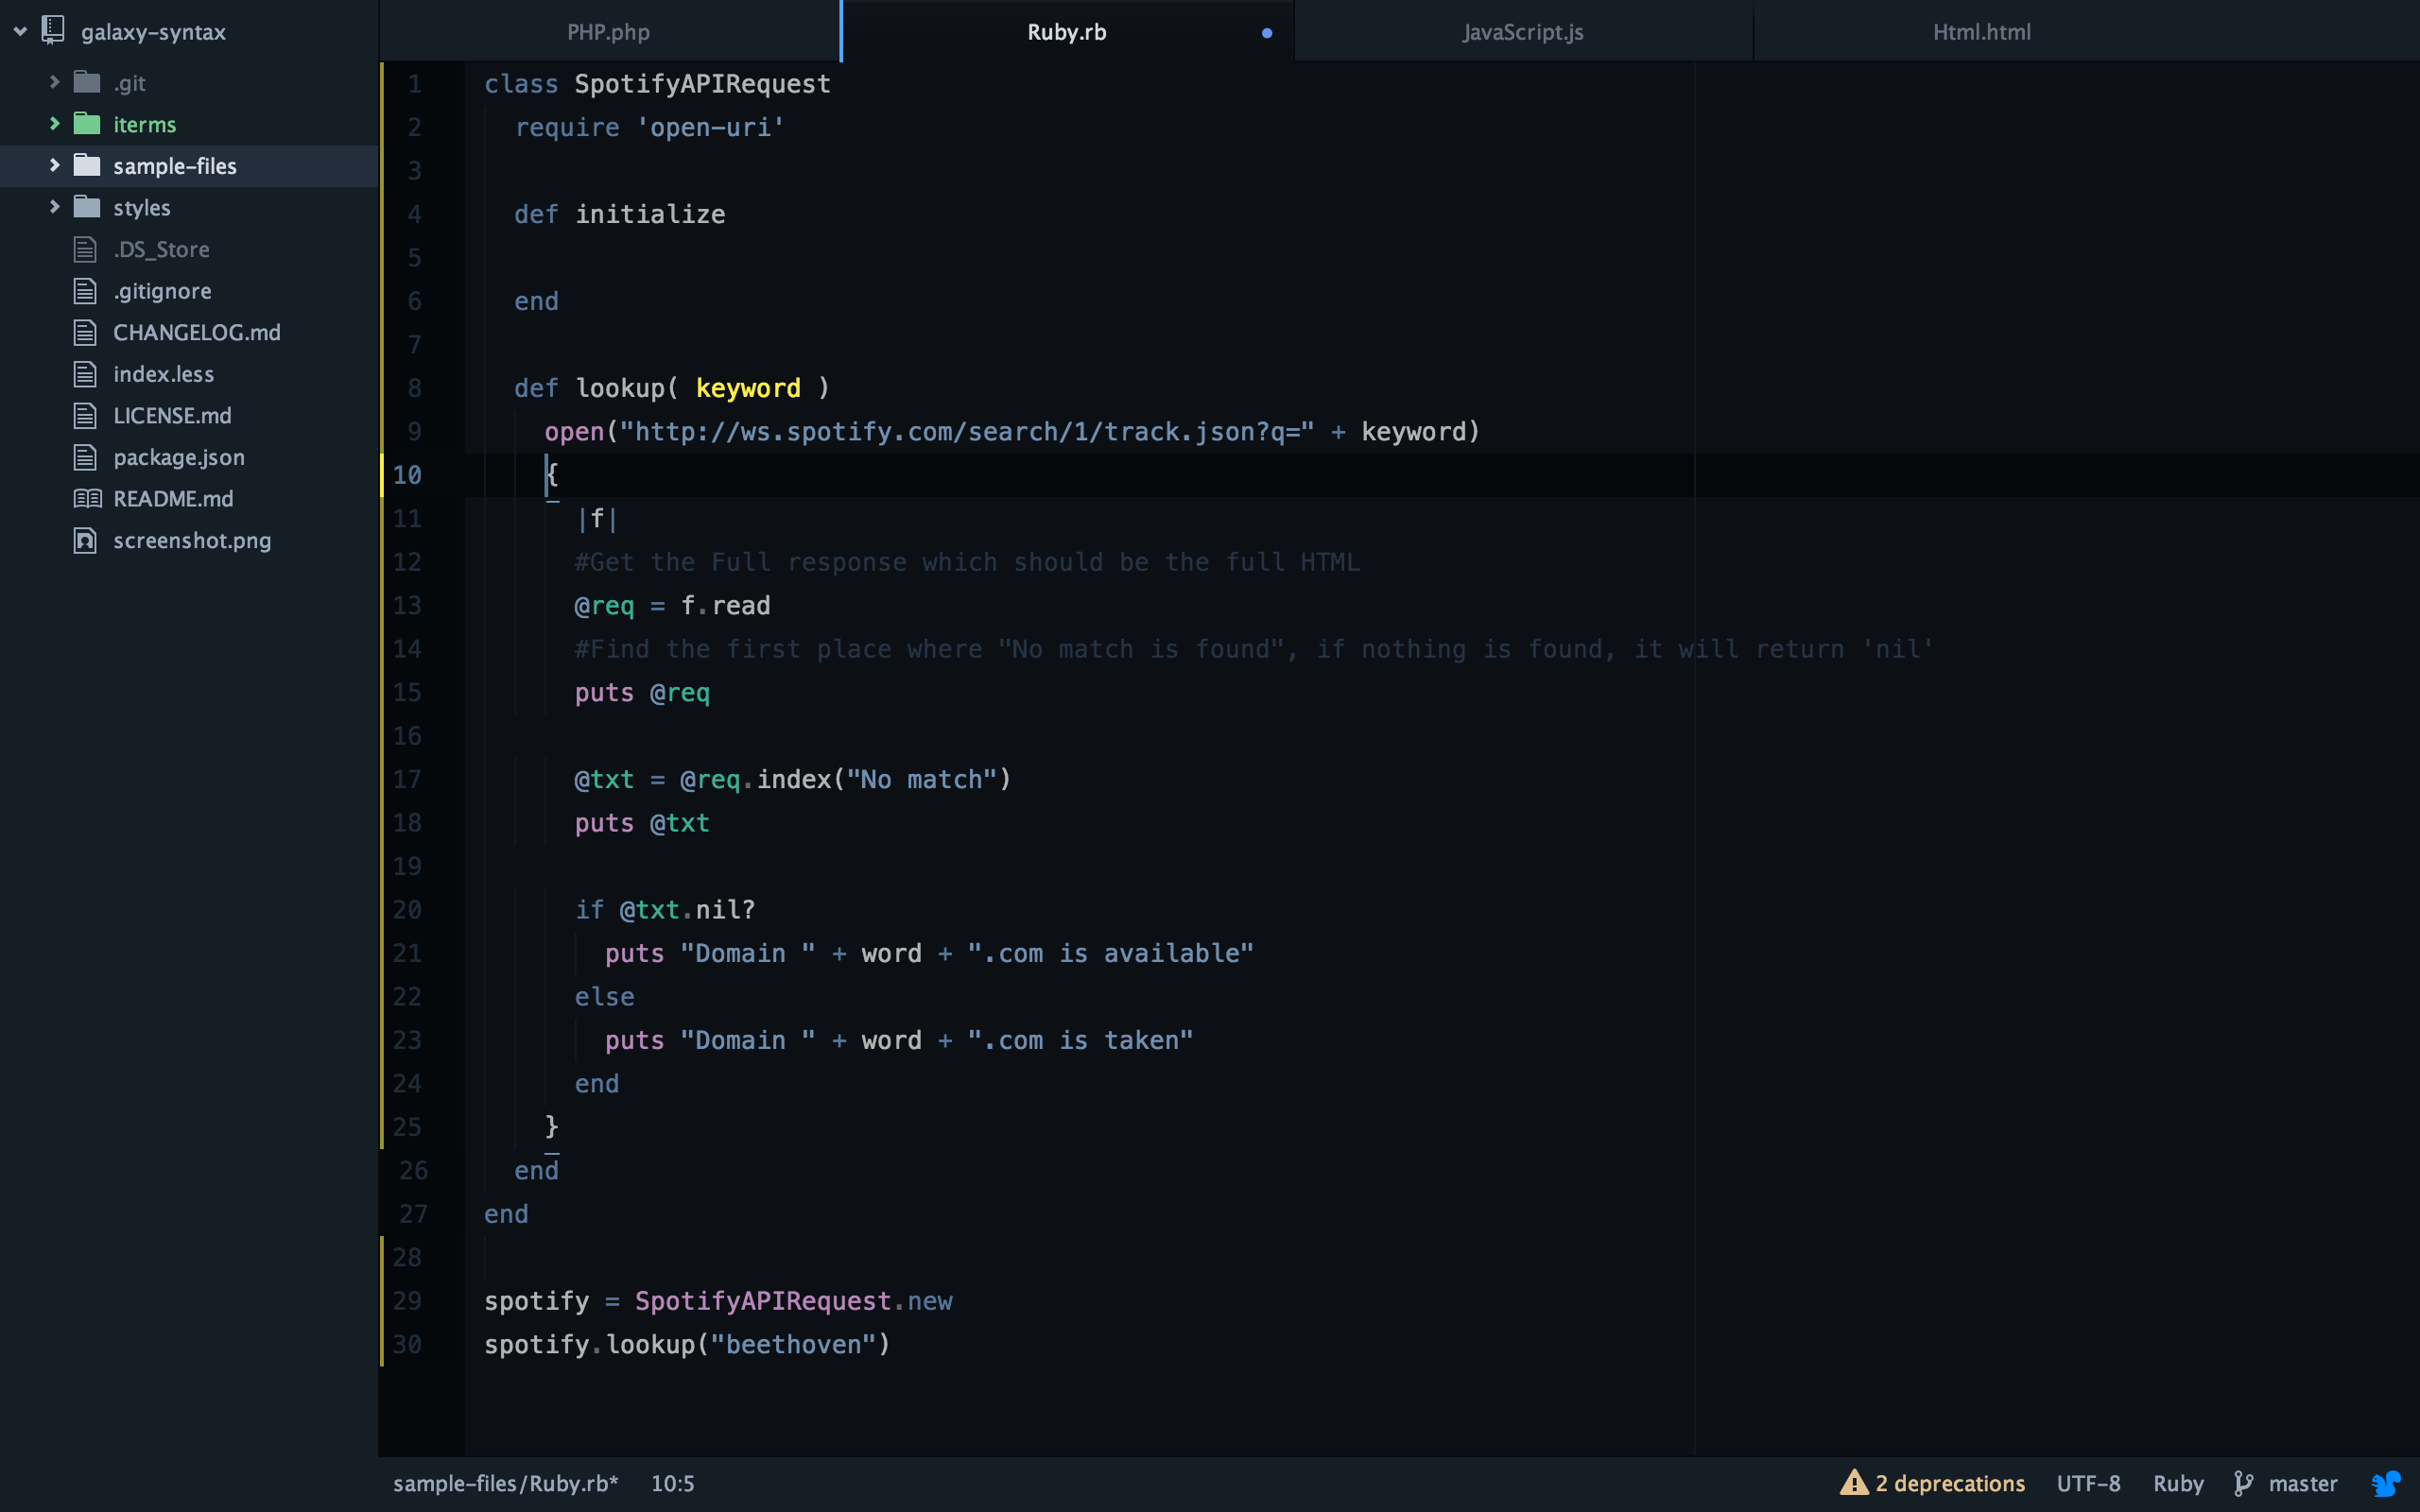 galaxy-syntax
.git
iterms
sample-files
styles
.DS_Store
.gitignore
CHANGELOG.md
index.less
LICENSE.md
package.json
README.md
screenshot.png
PHP.php Ruby.rb JavaScript.js Html.html
1 class SpotifyAPIRequest
2   require 'open-uri'
3
4   def initialize
5
6   end
7
8   def lookup( keyword )
9     open("http://ws.spotify.com/search/1/track.json?q=" + keyword)
10     {
11       |f|
12       #Get the Full response which should be the full HTML
13       @req = f.read
14       #Find the first place where "No match is found", if nothing is found, it will return 'nil'
15       puts @req
16
17       @txt = @req.index("No match")
18       puts @txt
19
20       if @txt.nil?
21         puts "Domain " + word + ".com is available"
22       else
23         puts "Domain " + word + ".com is taken"
24       end
25     }
26   end
27 end
28
29 spotify = SpotifyAPIRequest.new
30 spotify.lookup("beethoven")
sample-files/Ruby.rb* 10:5 2 deprecations UTF-8 Ruby master